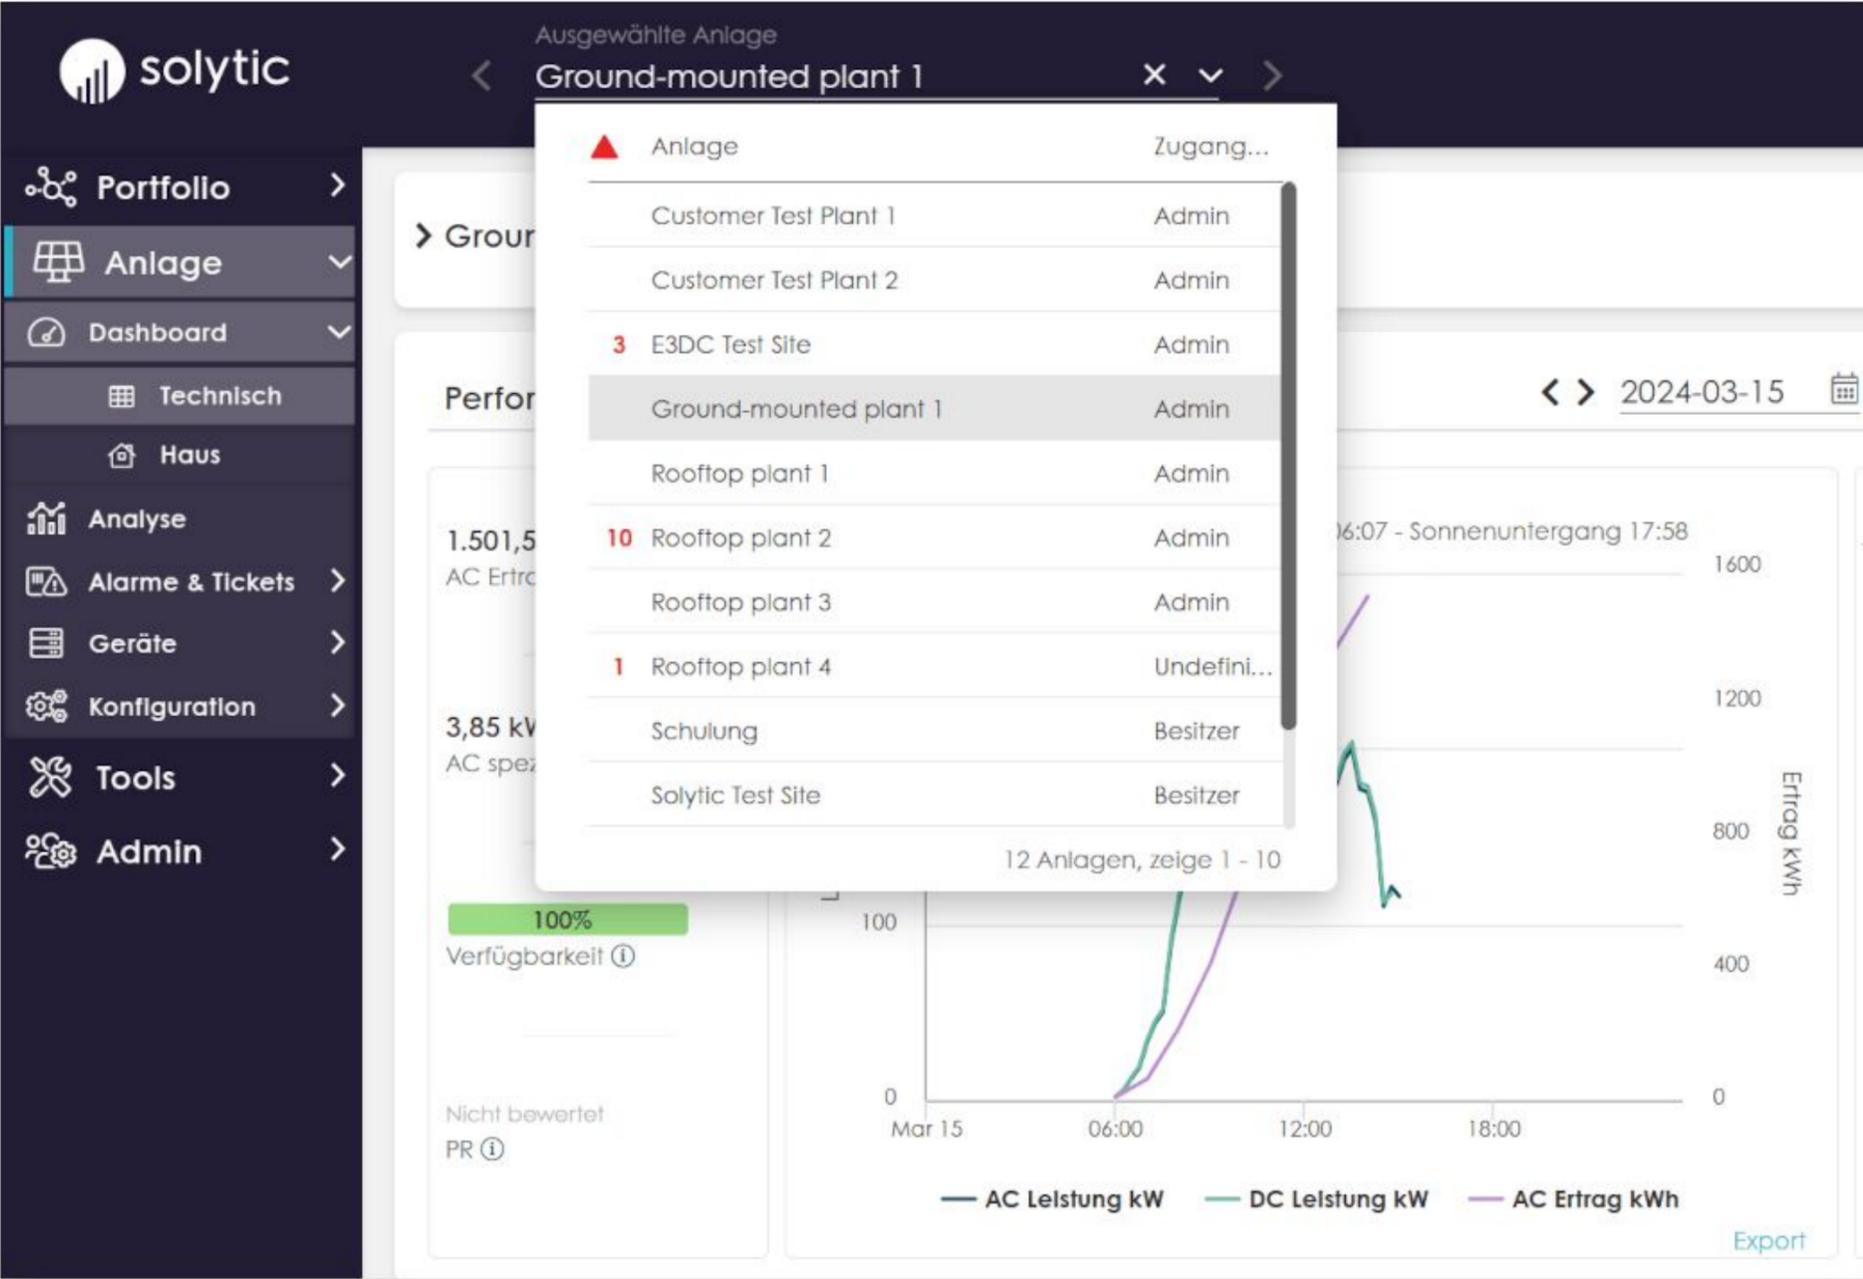 solytic
Ausgewählte Anlage
Ground-mounted plant 1
Anlage Zugang...
Customer Test Plant 1 Admin
Customer Test Plant 2 Admin
3 E3DC Test Site Admin
Ground-mounted plant 1 Admin
Rooftop plant 1 Admin
10 Rooftop plant 2 Admin
Rooftop plant 3 Admin
1 Rooftop plant 4 Undefini...
Schulung Besitzer
Solytic Test Site Besitzer
12 Anlagen, zeige 1 - 10
Portfolio
Anlage
Dashboard
Technisch
Haus
Analyse
Alarme & Tickets
Geräte
Konfiguration
Tools
Admin
Grour
Perfor
2024-03-15
1.501,5
AC Ertra
3,85 kW
AC spez
100%
Verfügbarkeit
Nicht bewertet
PR
06:07 - Sonnenuntergang 17:58
1600
1200
800
400
0
Ertrag kWh
100
0
Mar 15 06:00 12:00 18:00
AC Leistung kW DC Leistung kW AC Ertrag kWh
Export